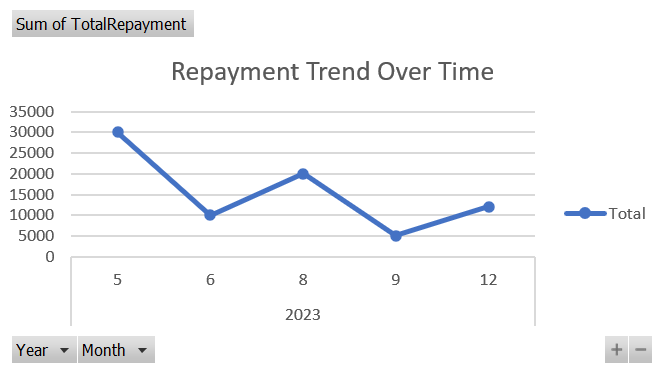 Sum of TotalRepayment
Repayment Trend Over Time
35000
30000
25000
20000
15000
10000
5000
0
5 6 8 9 12
2023
Total
Year Month
+ −